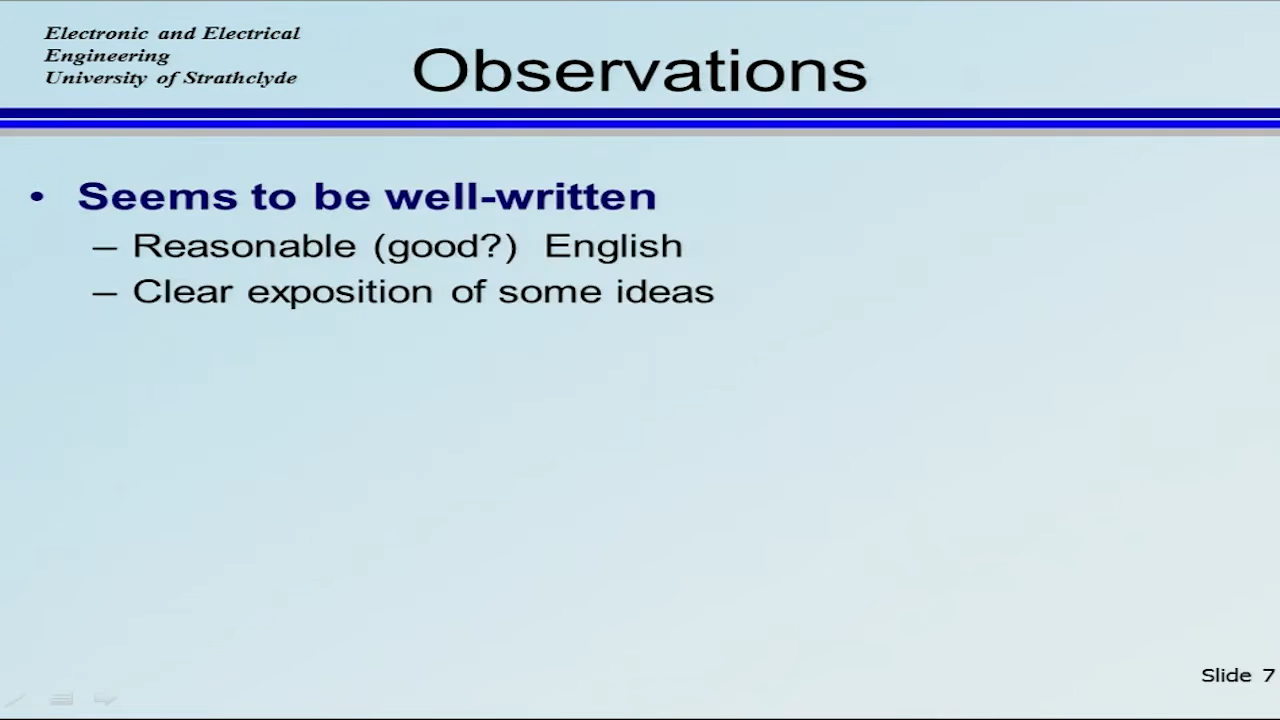 Electronic and Electrical
Engineering
University of Strathclyde
Observations
• Seems to be well-written
– Reasonable (good?) English
– Clear exposition of some ideas
Slide 7